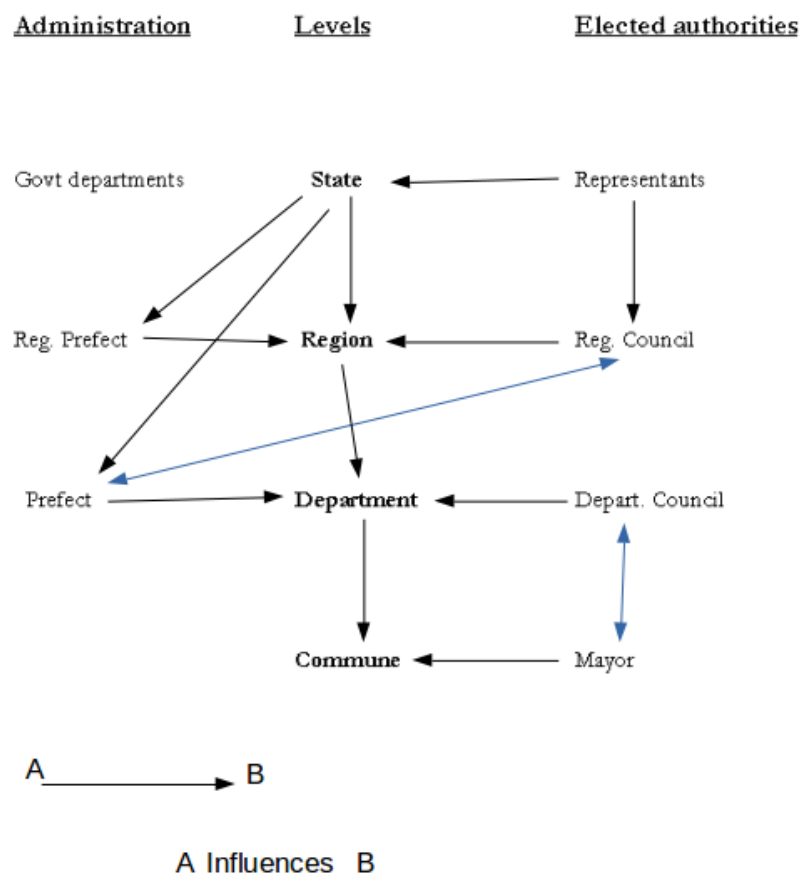 Administration Levels Elected authorities
Govt departments State Representants
Reg. Prefect Region Reg. Council
Prefect Department Depart. Council
Commune Mayor
A B
A Influences B